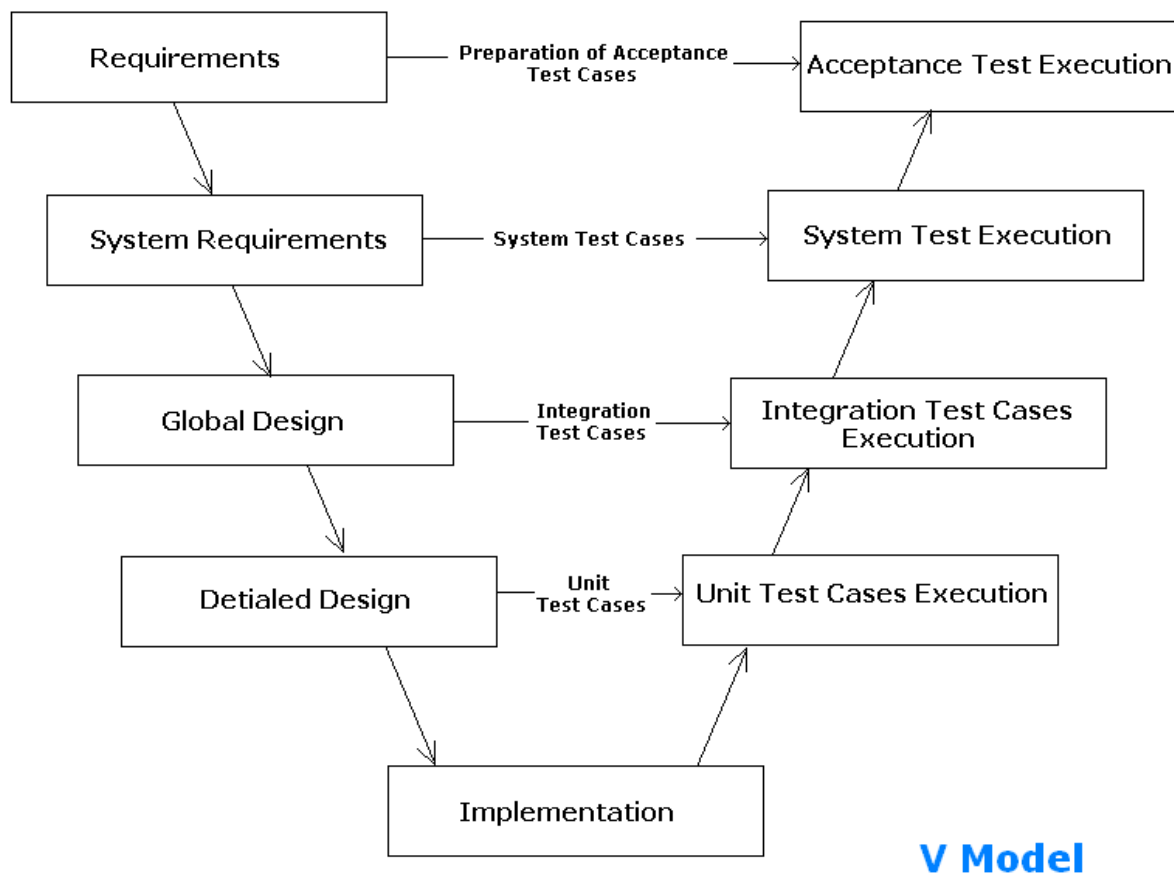 Requirements
Preparation of Acceptance
Test Cases
Acceptance Test Execution
System Requirements
System Test Cases
System Test Execution
Global Design
Integration
Test Cases
Integration Test Cases
Execution
Detialed Design
Unit
Test Cases
Unit Test Cases Execution
Implementation
V Model